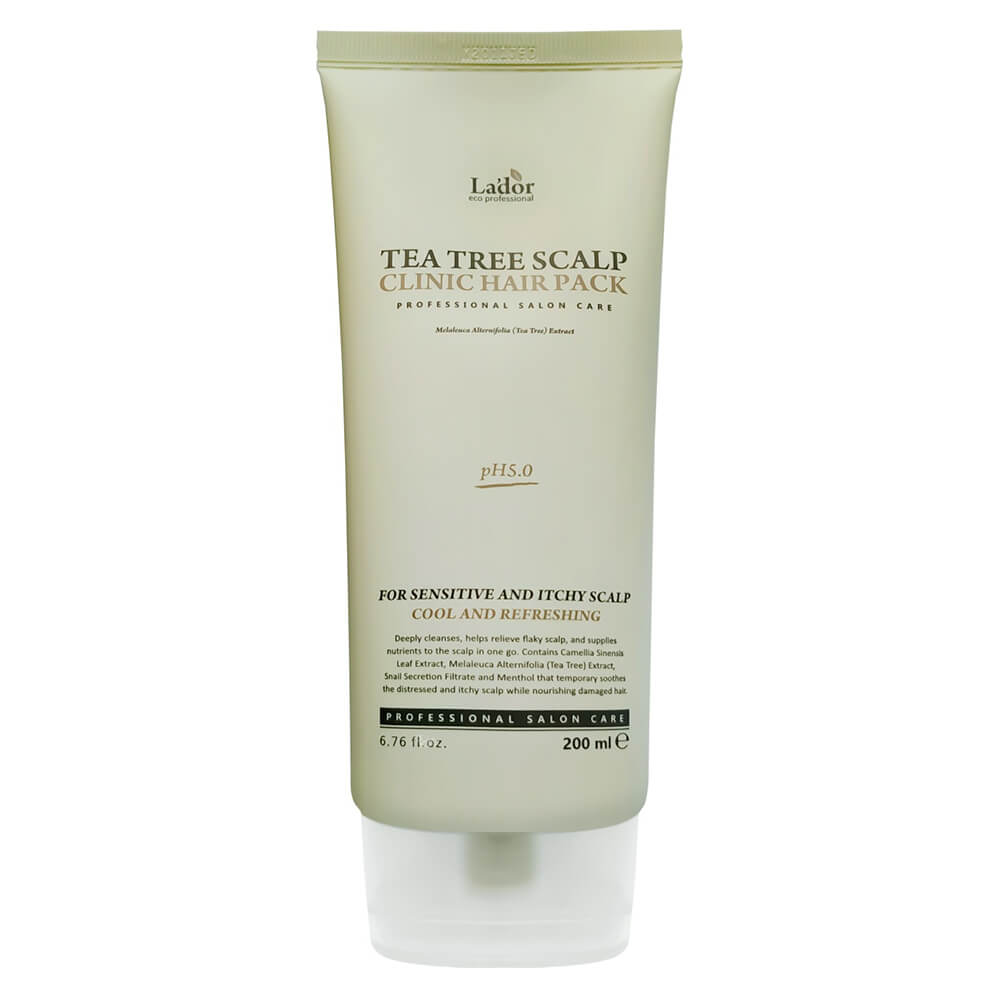 La'dor
eco professional
TEA TREE SCALP
CLINIC HAIR PACK
PROFESSIONAL SALON CARE
Melaleuca Alternifolia (Tea Tree) Extract
pH5.0
FOR SENSITIVE AND ITCHY SCALP
COOL AND REFRESHING
Deeply cleanses, helps relieve flaky scalp, and supplies
nutrients to the scalp in one go. Contains Camellia Sinensis
Leaf Extract, Melaleuca Alternifolia (Tea Tree) Extract,
Snail Secretion Filtrate and Menthol that temporary soothes
the distressed and itchy scalp while nourishing damaged hair.
PROFESSIONAL SALON CARE
6.76 fl.oz. 200 ml ℮